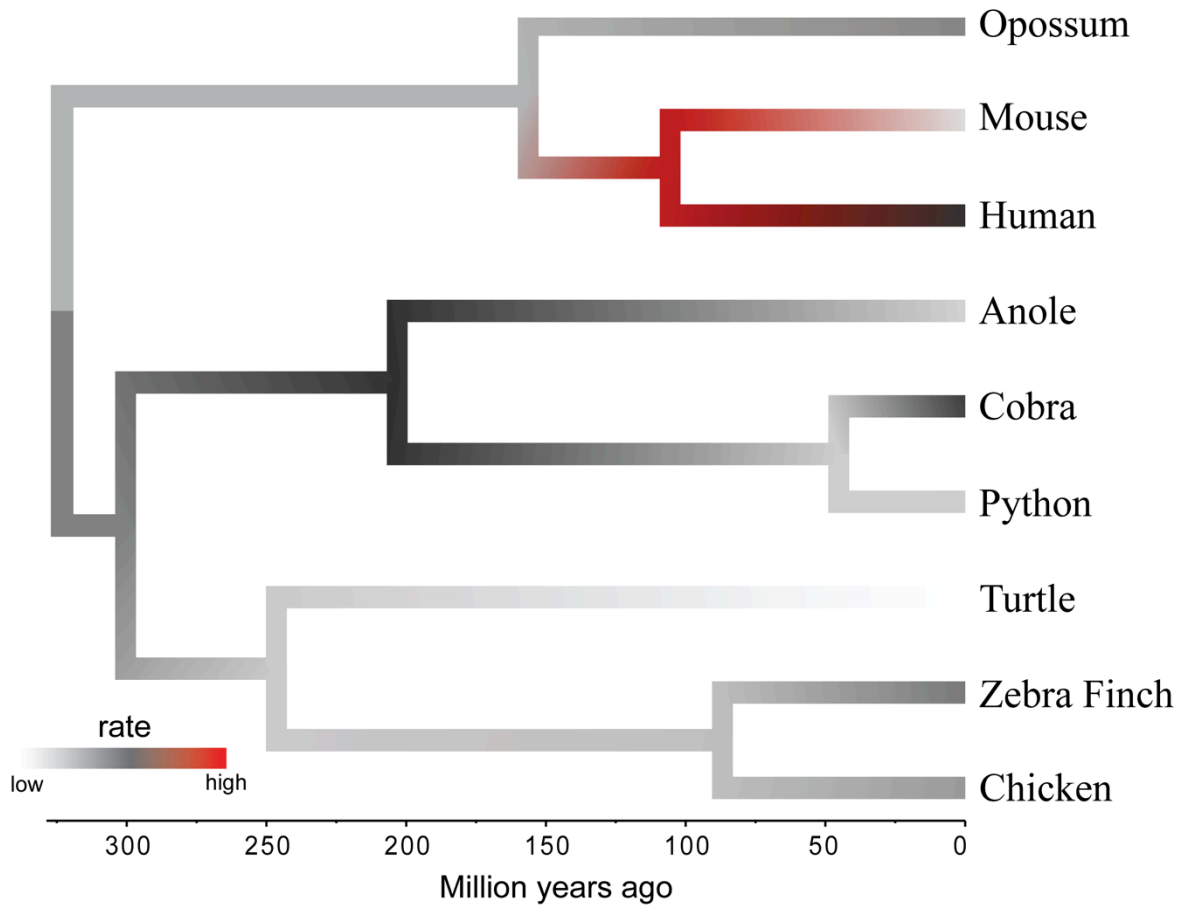 Opossum
Mouse
Human
Anole
Cobra
Python
Turtle
Zebra Finch
Chicken
rate
low high
300 250 200 150 100 50 0
Million years ago